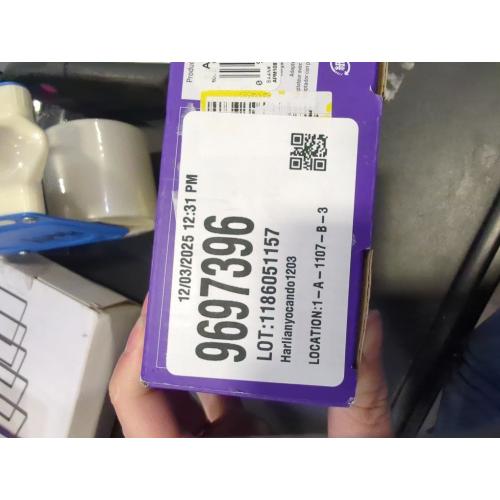 12/03/2025 12:31 PM
9697396
LOT:1186051157
Harlianyocando1203
LOCATION:1-A-1107-B-3